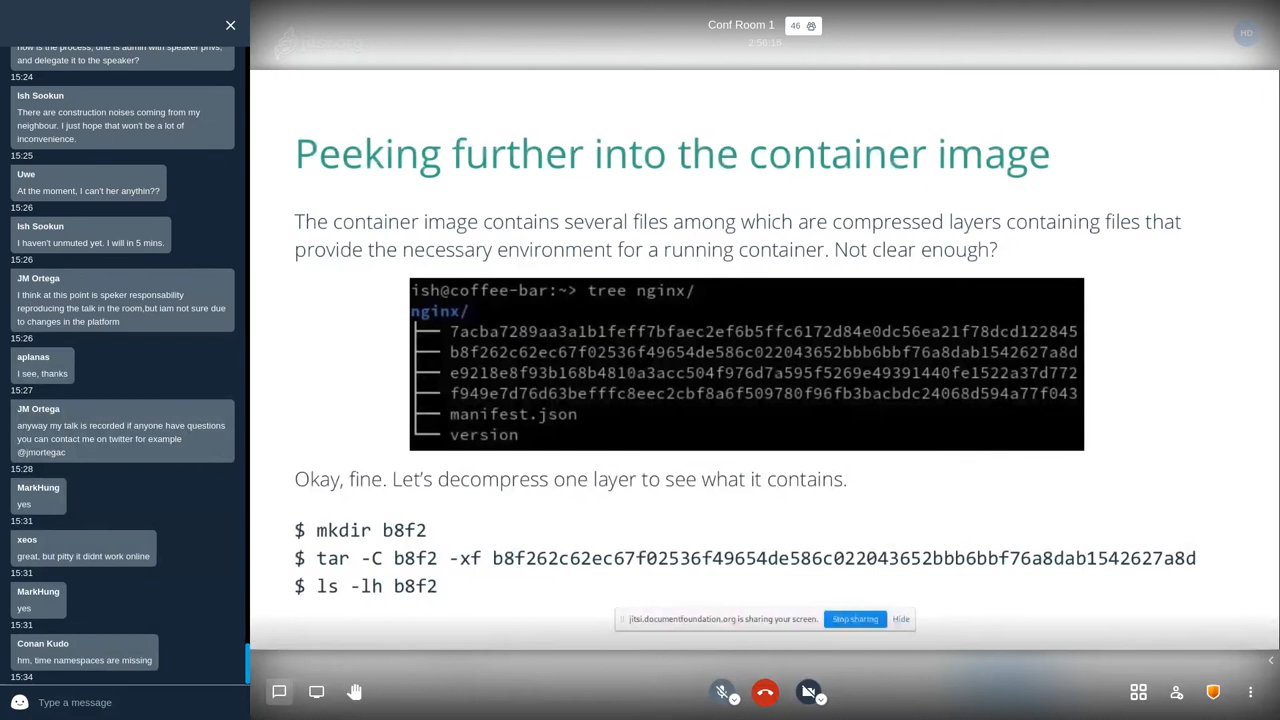 how is the process, one is admin with speaker privs,
and delegate it to the speaker?
15:24
Ish Sookun
There are construction noises coming from my
neighbour. I just hope that won't be a lot of
inconvenience.
15:25
Uwe
At the moment, I can't her anythin??
15:26
Ish Sookun
I haven't unmuted yet. I will in 5 mins.
15:26
JM Ortega
I think at this point is speker responsability
reproducing the talk in the room,but iam not sure due
to changes in the platform
15:26
aplanas
I see, thanks
15:27
JM Ortega
anyway my talk is recorded if anyone have questions
you can contact me on twitter for example
@jmortegac
15:28
MarkHung
yes
15:31
xeos
great, but pitty it didnt work online
15:31
MarkHung
yes
15:31
Conan Kudo
hm, time namespaces are missing
15:34
Type a message
jitsi.org
Conf Room 1
46
2:56:16
HD
Peeking further into the container image
The container image contains several files among which are compressed layers containing files that
provide the necessary environment for a running container. Not clear enough?
ish@coffee-bar:~> tree nginx/
nginx/
├── 7acba7289aa3a1b1feff7bfaec2ef6b5ffc6172d84e0dc56ea21f78dcd122845
├── b8f262c62ec67f02536f49654de586c022043652bbb6bbf76a8dab1542627a8d
├── e9218e8f93b168b4810a3acc504f976d7a595f5269e49391440fe1522a37d772
├── f949e7d76d63befffc8eec2cbf8a6f509780f96fb3bacbdc24068d594a77f043
├── manifest.json
└── version
Okay, fine. Let’s decompress one layer to see what it contains.
$ mkdir b8f2
$ tar -C b8f2 -xf b8f262c62ec67f02536f49654de586c022043652bbb6bbf76a8dab1542627a8d
$ ls -lh b8f2
jitsi.documentfoundation.org is sharing your screen.
Stop sharing
Hide